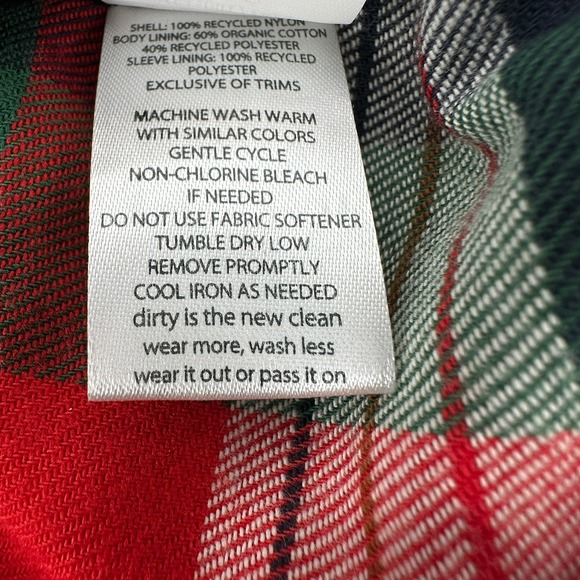 SHELL: 100% RECYCLED NYLON
BODY LINING: 60% ORGANIC COTTON
40% RECYCLED POLYESTER
SLEEVE LINING: 100% RECYCLED
POLYESTER
EXCLUSIVE OF TRIMS
MACHINE WASH WARM
WITH SIMILAR COLORS
GENTLE CYCLE
NON-CHLORINE BLEACH
IF NEEDED
DO NOT USE FABRIC SOFTENER
TUMBLE DRY LOW
REMOVE PROMPTLY
COOL IRON AS NEEDED
dirty is the new clean
wear more, wash less
wear it out or pass it on